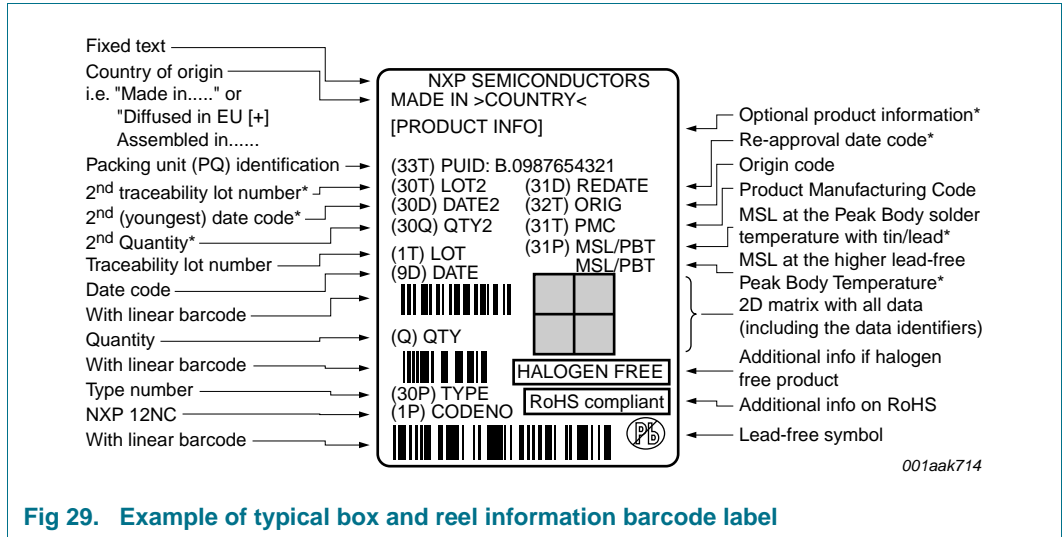 Fixed text
Country of origin
i.e. "Made in....." or
"Diffused in EU [+]
Assembled in......
Packing unit (PQ) identification
2nd traceability lot number*
2nd (youngest) date code*
2nd Quantity*
Traceability lot number
Date code
With linear barcode
Quantity
With linear barcode
Type number
NXP 12NC
With linear barcode
NXP SEMICONDUCTORS
MADE IN >COUNTRY<
[PRODUCT INFO]
(33T) PUID: B.0987654321
(30T) LOT2 (31D) REDATE
(30D) DATE2 (32T) ORIG
(30Q) QTY2 (31T) PMC
(31P) MSL/PBT
(1T) LOT MSL/PBT
(9D) DATE
(Q) QTY
HALOGEN FREE
(30P) TYPE
RoHS compliant
(1P) CODENO
Pb
Optional product information*
Re-approval date code*
Origin code
Product Manufacturing Code
MSL at the Peak Body solder
temperature with tin/lead*
MSL at the higher lead-free
Peak Body Temperature*
2D matrix with all data
(including the data identifiers)
Additional info if halogen
free product
Additional info on RoHS
Lead-free symbol
001aak714
Fig 29. Example of typical box and reel information barcode label